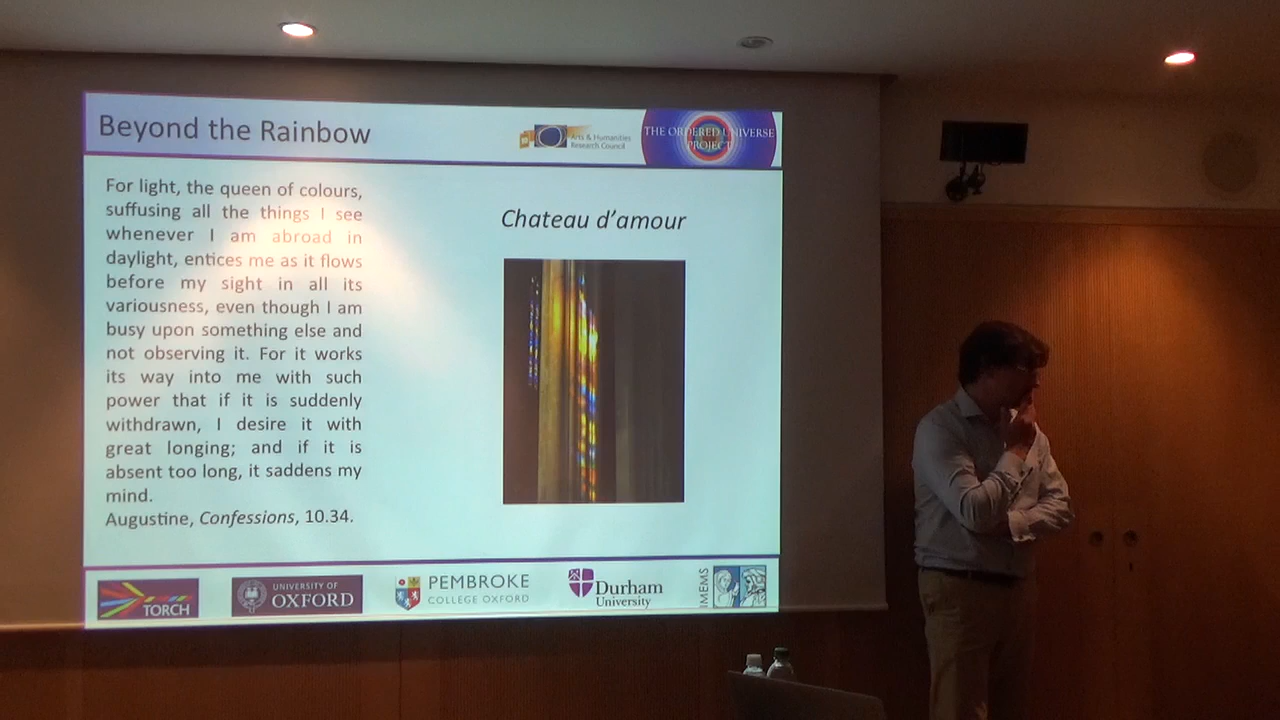 Beyond the Rainbow
Arts & Humanities
Research Council
THE ORDERED UNIVERSE
PROJECT
For light, the queen of colours,
suffusing all the things I see
whenever I am abroad in
daylight, entices me as it flows
before my sight in all its
variousness, even though I am
busy upon something else and
not observing it. For it works
its way into me with such
power that if it is suddenly
withdrawn, I desire it with
great longing; and if it is
absent too long, it saddens my
mind.
Augustine, Confessions, 10.34.
Chateau d’amour
TORCH
UNIVERSITY OF
OXFORD
PEMBROKE
COLLEGE OXFORD
Durham
University
IMEMS